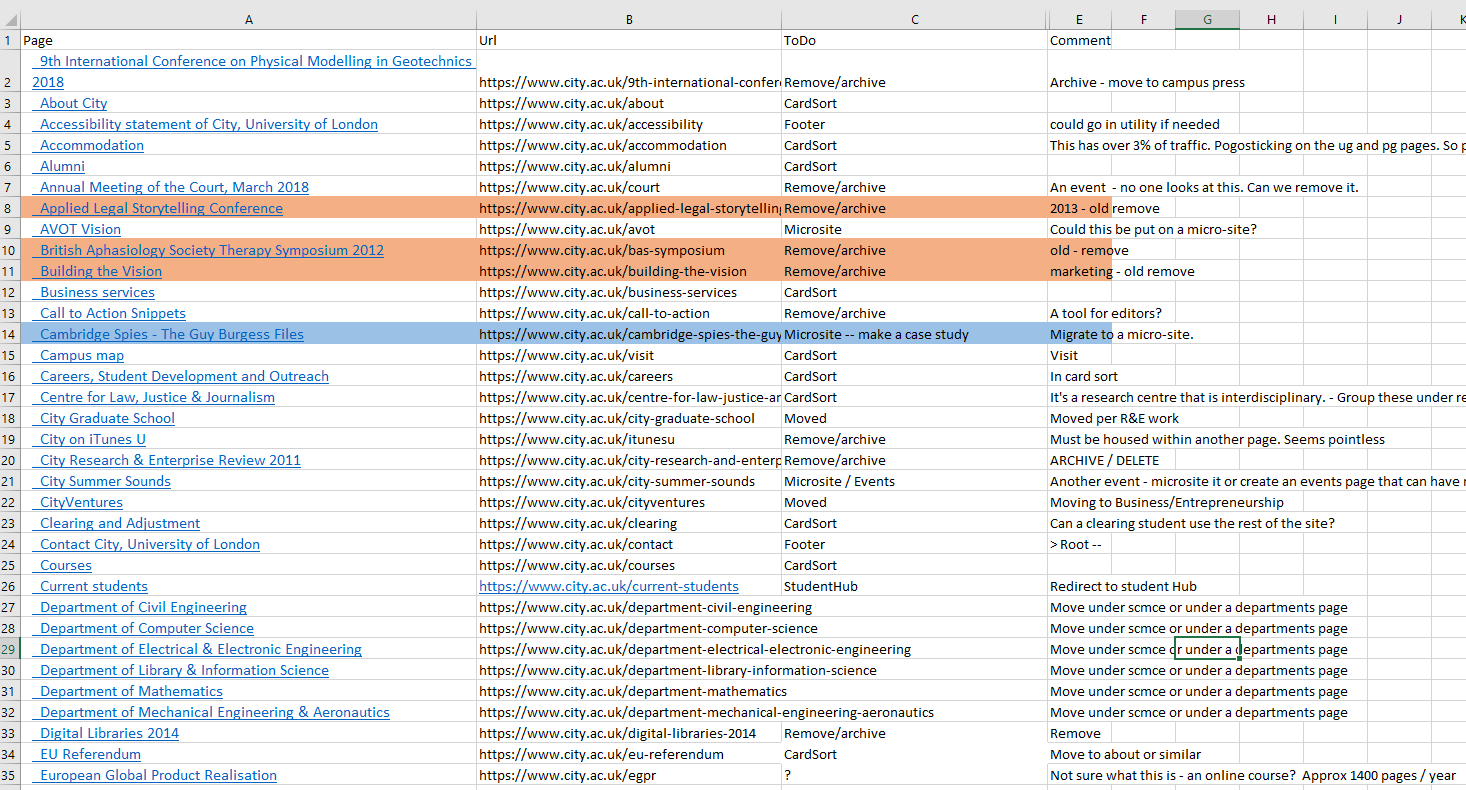 A B C E F G H I J K
1 Page Url ToDo Comment
9th International Conference on Physical Modelling in Geotechnics
2 2018 https://www.city.ac.uk/9th-international-confer Remove/archive Archive - move to campus press
3 About City https://www.city.ac.uk/about CardSort
4 Accessibility statement of City, University of London https://www.city.ac.uk/accessibility Footer could go in utility if needed
5 Accommodation https://www.city.ac.uk/accommodation CardSort This has over 3% of traffic. Pogosticking on the ug and pg pages. So p
6 Alumni https://www.city.ac.uk/alumni CardSort
7 Annual Meeting of the Court, March 2018 https://www.city.ac.uk/court Remove/archive An event - no one looks at this. Can we remove it.
8 Applied Legal Storytelling Conference https://www.city.ac.uk/applied-legal-storytelling Remove/archive 2013 - old remove
9 AVOT Vision https://www.city.ac.uk/avot Microsite Could this be put on a micro-site?
10 British Aphasiology Society Therapy Symposium 2012 https://www.city.ac.uk/bas-symposium Remove/archive old - remove
11 Building the Vision https://www.city.ac.uk/building-the-vision Remove/archive marketing - old remove
12 Business services https://www.city.ac.uk/business-services CardSort
13 Call to Action Snippets https://www.city.ac.uk/call-to-action Remove/archive A tool for editors?
14 Cambridge Spies - The Guy Burgess Files https://www.city.ac.uk/cambridge-spies-the-guy Microsite -- make a case study Migrate to a micro-site.
15 Campus map https://www.city.ac.uk/visit CardSort Visit
16 Careers, Student Development and Outreach https://www.city.ac.uk/careers CardSort In card sort
17 Centre for Law, Justice & Journalism https://www.city.ac.uk/centre-for-law-justice-ar CardSort It's a research centre that is interdisciplinary. - Group these under re
18 City Graduate School https://www.city.ac.uk/city-graduate-school Moved Moved per R&E work
19 City on iTunes U https://www.city.ac.uk/itunesu Remove/archive Must be housed within another page. Seems pointless
20 City Research & Enterprise Review 2011 https://www.city.ac.uk/city-research-and-enterp Remove/archive ARCHIVE / DELETE
21 City Summer Sounds https://www.city.ac.uk/city-summer-sounds Microsite / Events Another event - microsite it or create an events page that can have
22 CityVentures https://www.city.ac.uk/cityventures Moved Moving to Business/Entrepreneurship
23 Clearing and Adjustment https://www.city.ac.uk/clearing CardSort Can a clearing student use the rest of the site?
24 Contact City, University of London https://www.city.ac.uk/contact Footer > Root --
25 Courses https://www.city.ac.uk/courses CardSort
26 Current students https://www.city.ac.uk/current-students StudentHub Redirect to student Hub
27 Department of Civil Engineering https://www.city.ac.uk/department-civil-engineering Move under scmce or under a departments page
28 Department of Computer Science https://www.city.ac.uk/department-computer-science Move under scmce or under a departments page
29 Department of Electrical & Electronic Engineering https://www.city.ac.uk/department-electrical-electronic-engineering Move under scmce or under a departments page
30 Department of Library & Information Science https://www.city.ac.uk/department-library-information-science Move under scmce or under a departments page
31 Department of Mathematics https://www.city.ac.uk/department-mathematics Move under scmce or under a departments page
32 Department of Mechanical Engineering & Aeronautics https://www.city.ac.uk/department-mechanical-engineering-aeronautics Move under scmce or under a departments page
33 Digital Libraries 2014 https://www.city.ac.uk/digital-libraries-2014 Remove/archive Remove
34 EU Referendum https://www.city.ac.uk/eu-referendum CardSort Move to about or similar
35 European Global Product Realisation https://www.city.ac.uk/egpr ? Not sure what this is - an online course? Approx 1400 pages / year